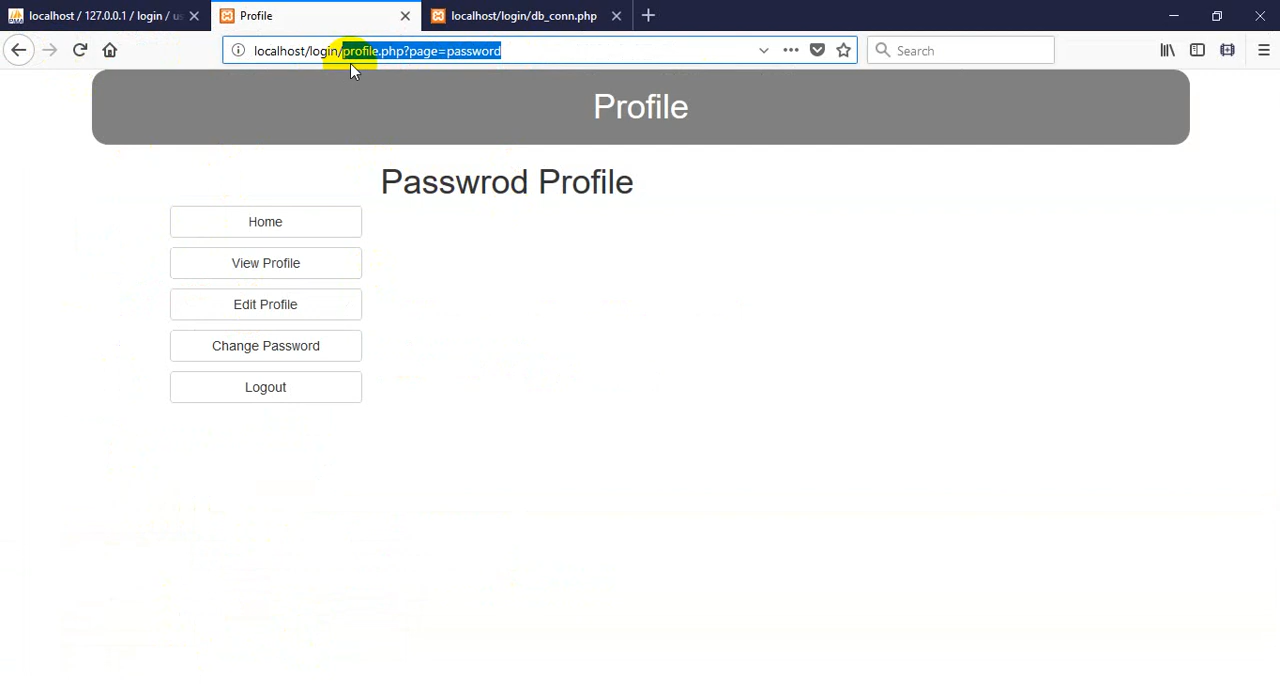 localhost / 127.0.0.1 / login / us
Profile
localhost/login/db_conn.php
localhost/login/profile.php?page=password
Search
Profile
Passwrod Profile
Home
View Profile
Edit Profile
Change Password
Logout